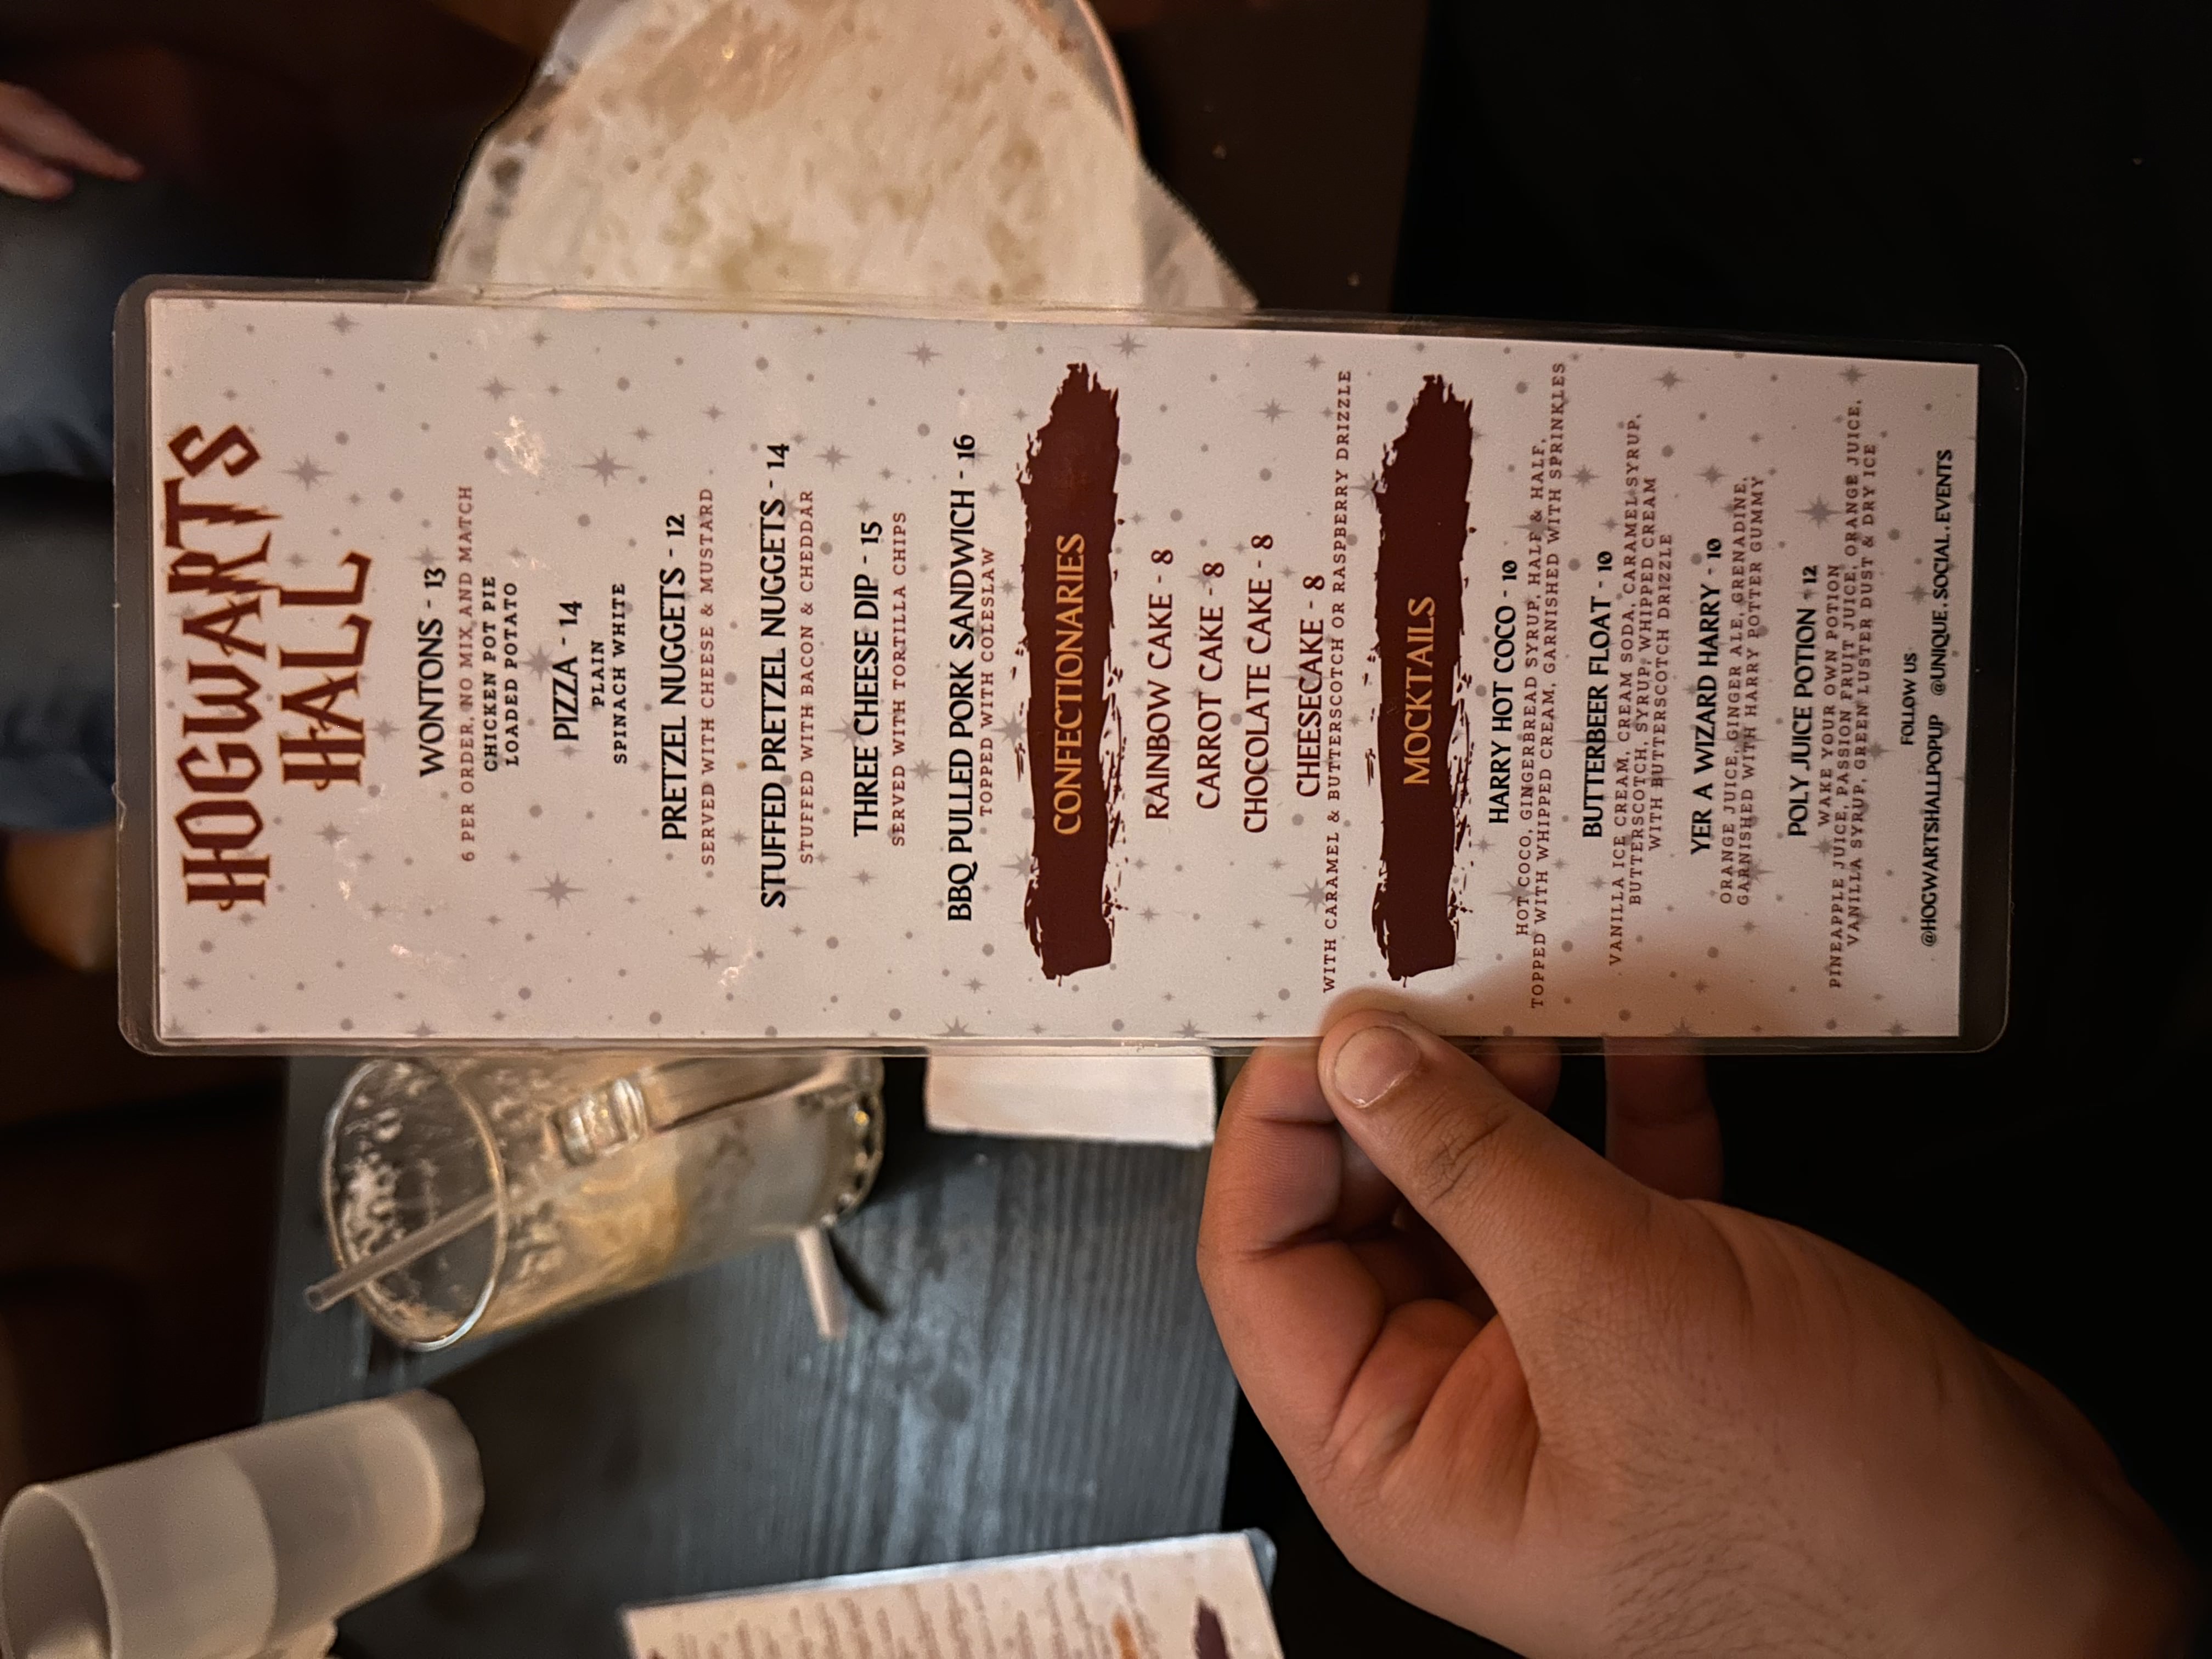 HOGWARTS
HALL
WONTONS - 13
6 PER ORDER, NO MIX AND MATCH
CHICKEN POT PIE
LOADED POTATO
PIZZA - 14
PLAIN
SPINACH WHITE
PRETZEL NUGGETS - 12
SERVED WITH CHEESE & MUSTARD
STUFFED PRETZEL NUGGETS - 14
STUFFED WITH BACON & CHEDDAR
THREE CHEESE DIP - 15
SERVED WITH TORTILLA CHIPS
BBQ PULLED PORK SANDWICH - 16
TOPPED WITH COLESLAW
CONFECTIONARIES
RAINBOW CAKE - 8
CARROT CAKE - 8
CHOCOLATE CAKE - 8
CHEESECAKE - 8
WITH CARAMEL & BUTTERSCOTCH OR RASPBERRY DRIZZLE
MOCKTAILS
HARRY HOT COCO - 10
HOT COCO, GINGERBREAD SYRUP, HALF & HALF,
TOPPED WITH WHIPPED CREAM, GARNISHED WITH SPRINKLES
BUTTERBEER FLOAT - 10
VANILLA ICE CREAM, CREAM SODA, CARAMEL SYRUP,
BUTTERSCOTCH, SYRUP, WHIPPED CREAM
WITH BUTTERSCOTCH DRIZZLE
YER A WIZARD HARRY - 10
ORANGE JUICE, GINGER ALE, GRENADINE,
GARNISHED WITH HARRY POTTER GUMMY
POLY JUICE POTION - 12
WAKE YOUR OWN POTION
PINEAPPLE JUICE, PASSION FRUIT JUICE, ORANGE JUICE,
VANILLA SYRUP, GREEN LUSTER DUST & DRY ICE
FOLLOW US
@HOGWARTSHALLPOPUP @UNIQUE.SOCIAL.EVENTS